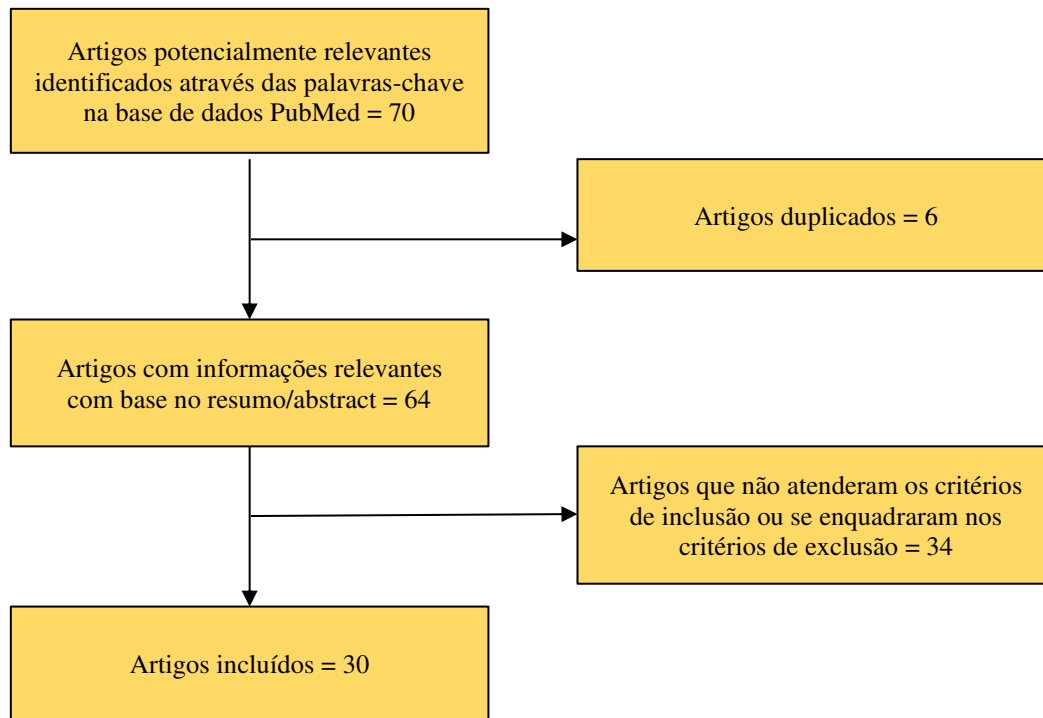 Artigos potencialmente relevantes
identificados através das palavras-chave
na base de dados PubMed = 70
Artigos duplicados = 6
Artigos com informações relevantes
com base no resumo/abstract = 64
Artigos que não atenderam os critérios
de inclusão ou se enquadraram nos
critérios de exclusão = 34
Artigos incluídos = 30